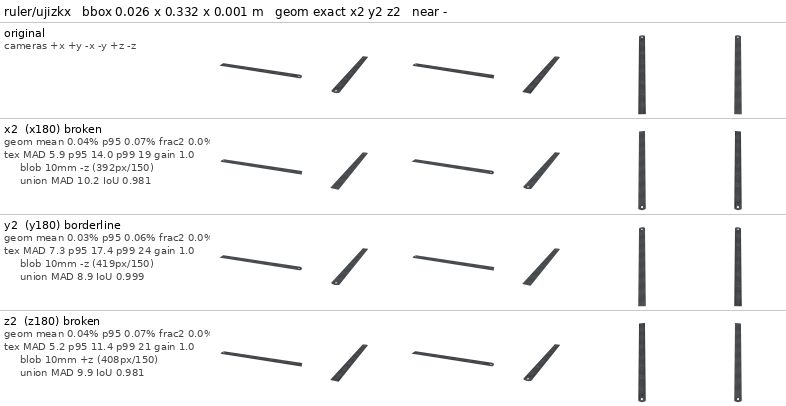 ruler/ujizkx bbox 0.026 x 0.332 x 0.001 m geom exact x2 y2 z2 near -
original
cameras +x +y -x -y +z -z
x2 (x180) broken
geom mean 0.04% p95 0.07% frac2 0.0%
tex MAD 5.9 p95 14.0 p99 19 gain 1.0
blob 10mm -z (392px/150)
union MAD 10.2 IoU 0.981
y2 (y180) borderline
geom mean 0.03% p95 0.06% frac2 0.0%
tex MAD 7.3 p95 17.4 p99 24 gain 1.0
blob 10mm -z (419px/150)
union MAD 8.9 IoU 0.999
z2 (z180) broken
geom mean 0.04% p95 0.07% frac2 0.0%
tex MAD 5.2 p95 11.4 p99 21 gain 1.0
blob 10mm +z (408px/150)
union MAD 9.9 IoU 0.981